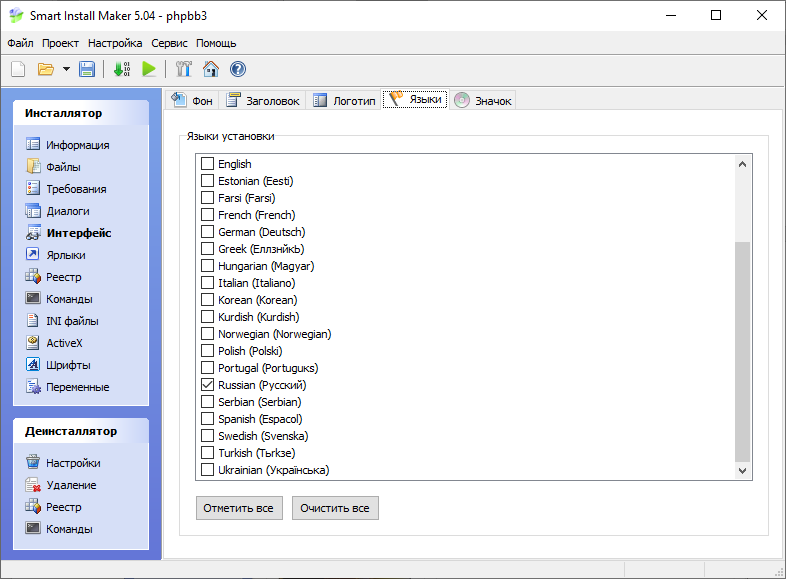 Smart Install Maker 5.04 - phpbb3
Файл Проект Настройка Сервис Помощь
Инсталлятор
Информация
Файлы
Требования
Диалоги
Интерфейс
Ярлыки
Реестр
Команды
INI файлы
ActiveX
Шрифты
Переменные
Деинсталлятор
Настройки
Удаление
Реестр
Команды
Фон Заголовок Логотип Языки Значок
Языки установки
English
Estonian (Eesti)
Farsi (Farsi)
French (French)
German (Deutsch)
Greek (ЕллзнйкЬ)
Hungarian (Magyar)
Italian (Italiano)
Korean (Korean)
Kurdish (Kurdish)
Norwegian (Norwegian)
Polish (Polski)
Portugal (Portuguкs)
Russian (Русский)
Serbian (Serbian)
Spanish (Espacol)
Swedish (Svenska)
Turkish (Tьrkзe)
Ukrainian (Українська)
Отметить все Очистить все